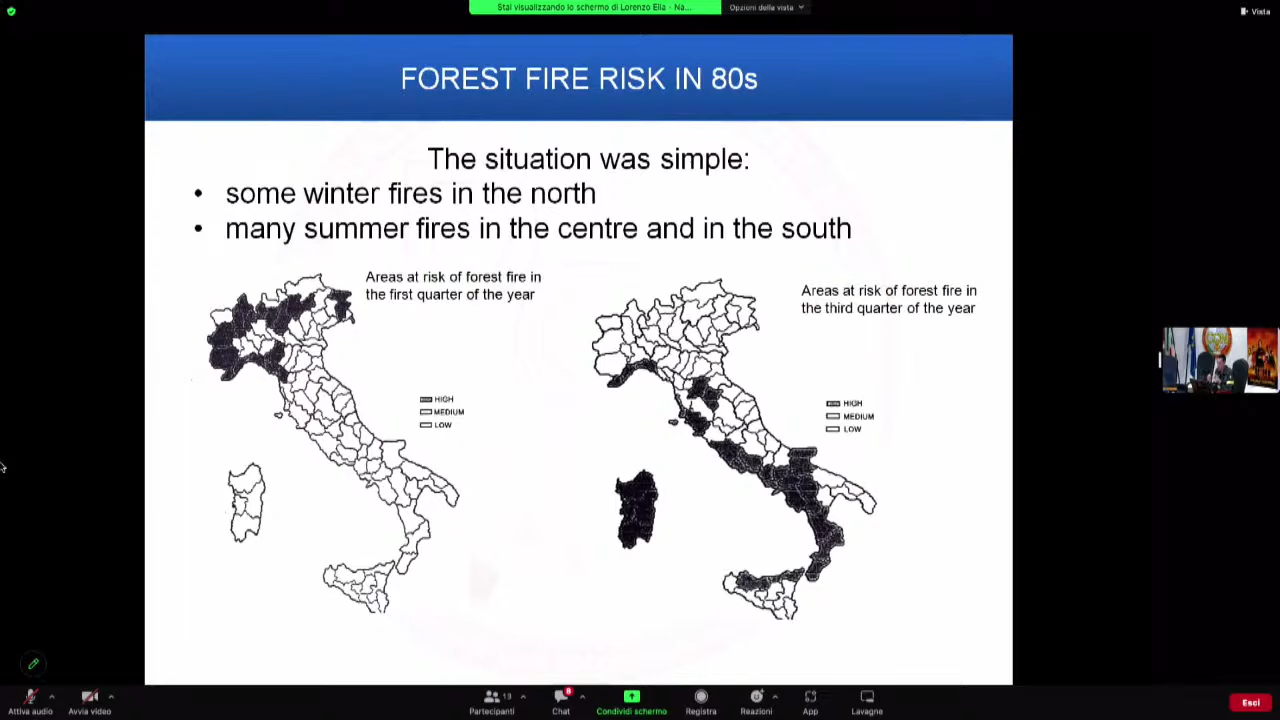 Stai visualizzando lo schermo di Lorenzo Ella - Na...
Opzioni della vista
Vista
FOREST FIRE RISK IN 80s
The situation was simple:
• some winter fires in the north
• many summer fires in the centre and in the south
Areas at risk of forest fire in
the first quarter of the year
HIGH
MEDIUM
LOW
Areas at risk of forest fire in
the third quarter of the year
HIGH
MEDIUM
LOW
Attiva audio
Avvia video
Partecipanti
13
Chat
8
Condividi schermo
Registra
Reazioni
App
Lavagne
Esci